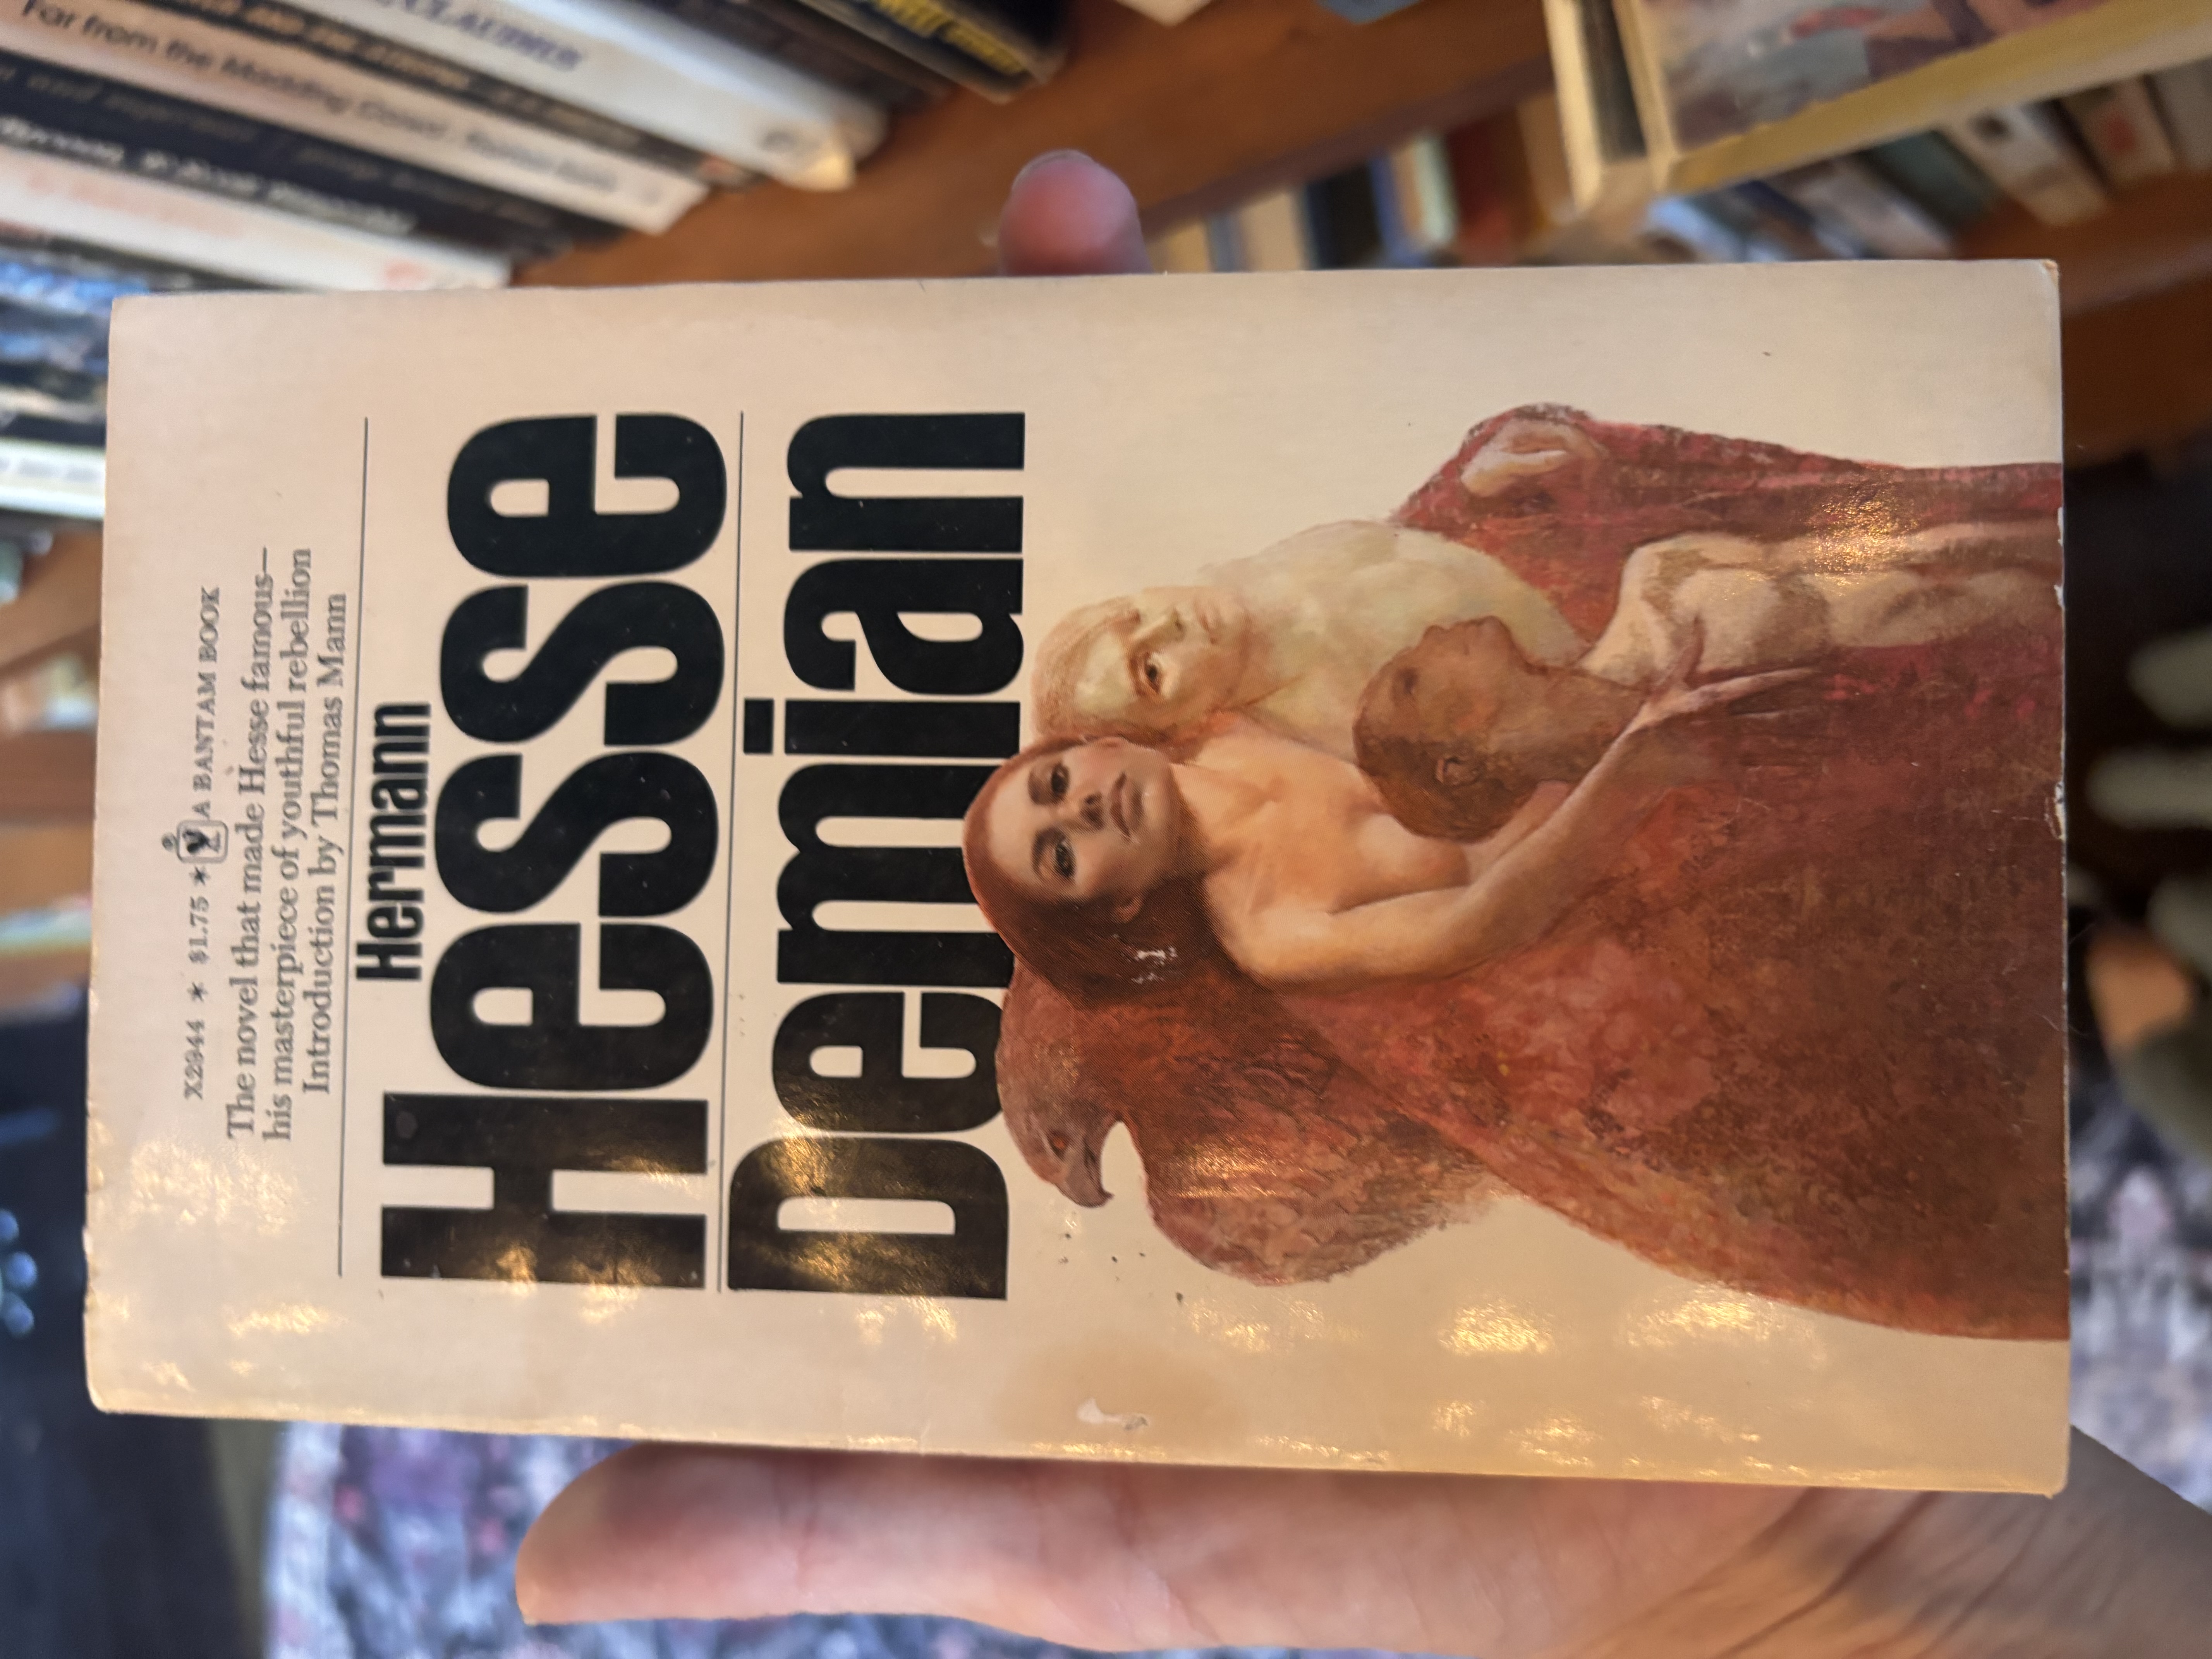 X2944 * $1.75 * A BANTAM BOOK
The novel that made Hesse famous—
his masterpiece of youthful rebellion
Introduction by Thomas Mann
Hermann
Hesse
Demian
Far from the Madding Crowd